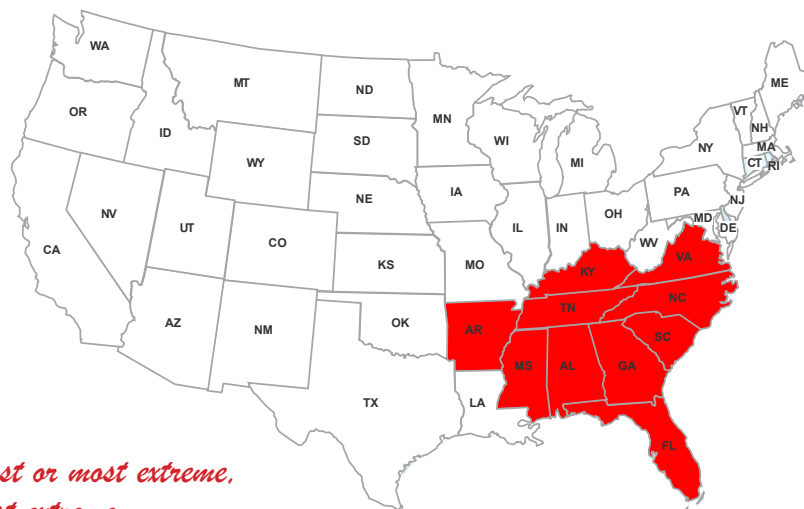 WA
MT
ND
ME
OR
MN
VT
ID
NH
SD
WI
NY
MA
WY
MI
CT
RI
IA
PA
NE
NJ
NV
OH
MD
UT
IL
IN
DE
CO
WV
CA
VA
KS
MO
KY
NC
TN
AZ
OK
NM
AR
SC
MS
AL
GA
TX
LA
FL
or most extreme,